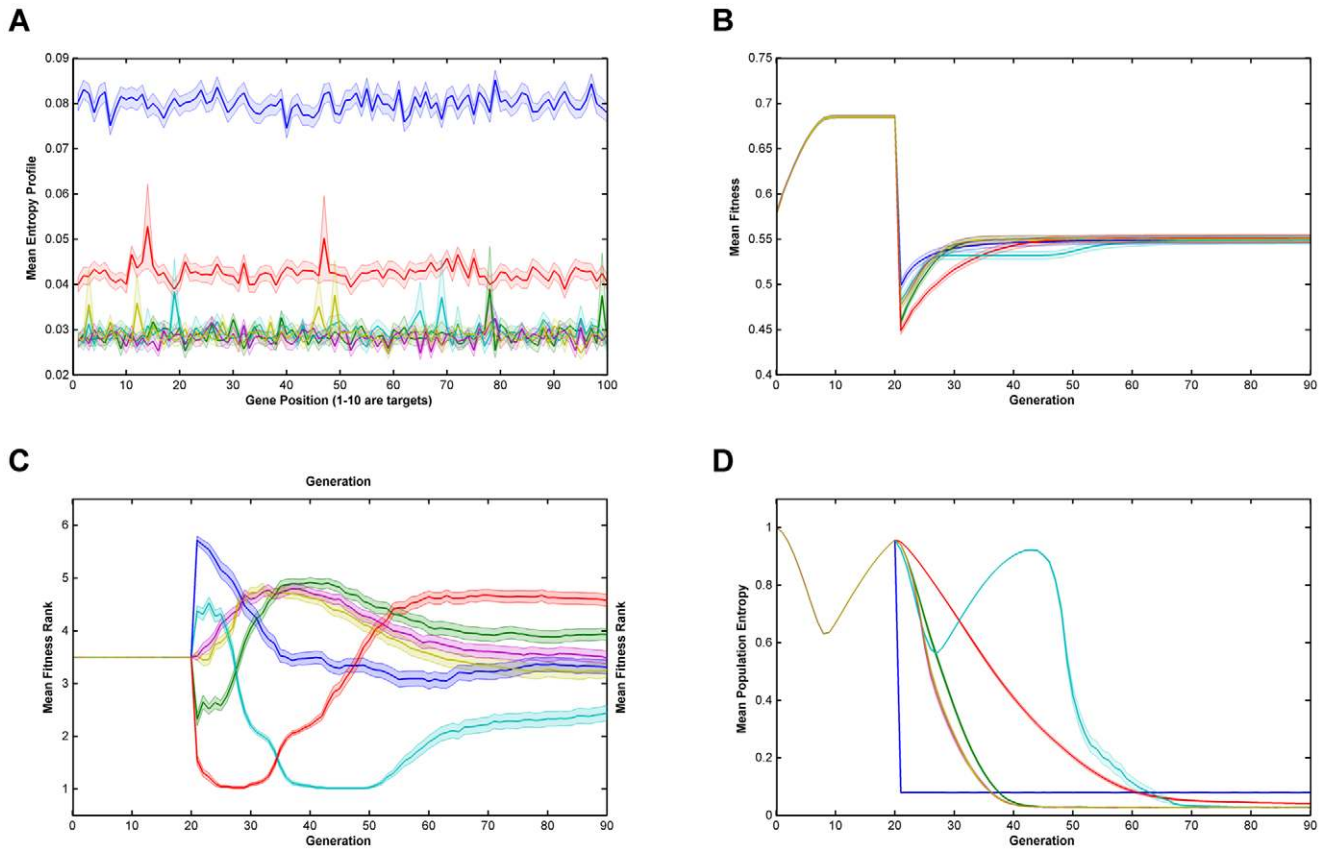 A
0.09
0.08
0.07
0.06
0.05
0.04
0.03
0.02
Mean Entropy Profile
0 10 20 30 40 50 60 70 80 90 100
Gene Position (1-10 are targets)
B
0.75
0.7
0.65
0.6
0.55
0.5
0.45
0.4
Mean Fitness
0 10 20 30 40 50 60 70 80 90
Generation
C
Generation
6
5
4
3
2
1
Mean Fitness Rank
Mean Fitness Rank
0 10 20 30 40 50 60 70 80 90
Generation
D
1
0.8
0.6
0.4
0.2
0
Mean Population Entropy
0 10 20 30 40 50 60 70 80 90
Generation